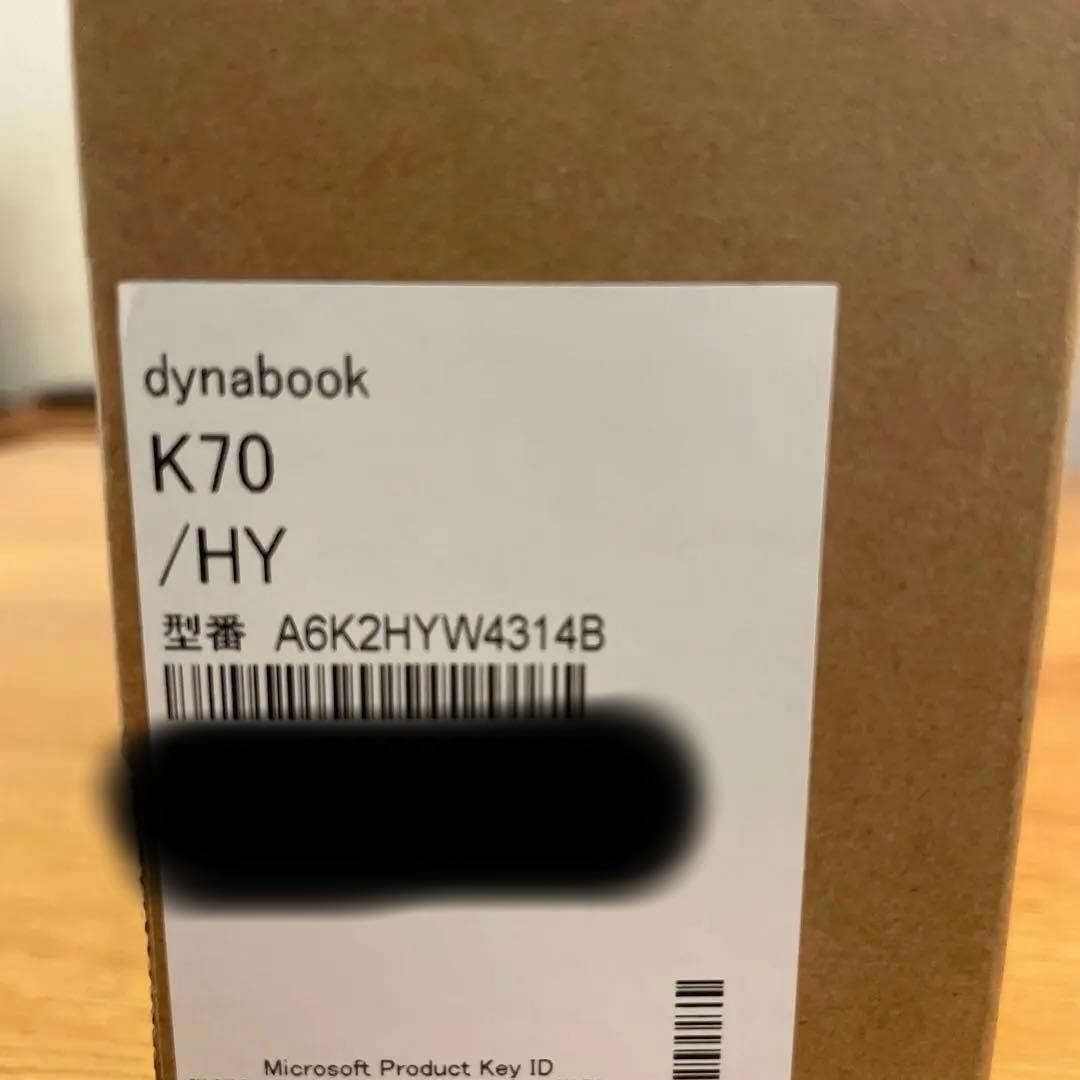 dynabook
K70
/HY
型番 A6K2HYW4314B
Microsoft Product Key ID